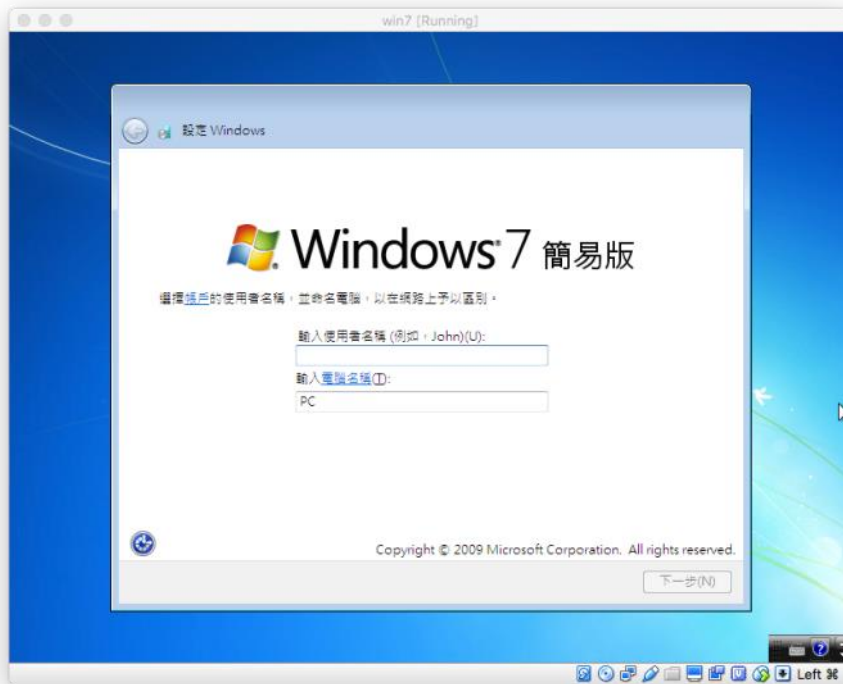 win7 [Running]
設定 Windows
Windows 7 簡易版
選擇帳戶的使用者名稱，並命名電腦，以在網路上予以區別。
輸入使用者名稱 (例如，John)(U):
輸入電腦名稱(T):
PC
Copyright © 2009 Microsoft Corporation. All rights reserved.
下一步(N)
Left ⌘